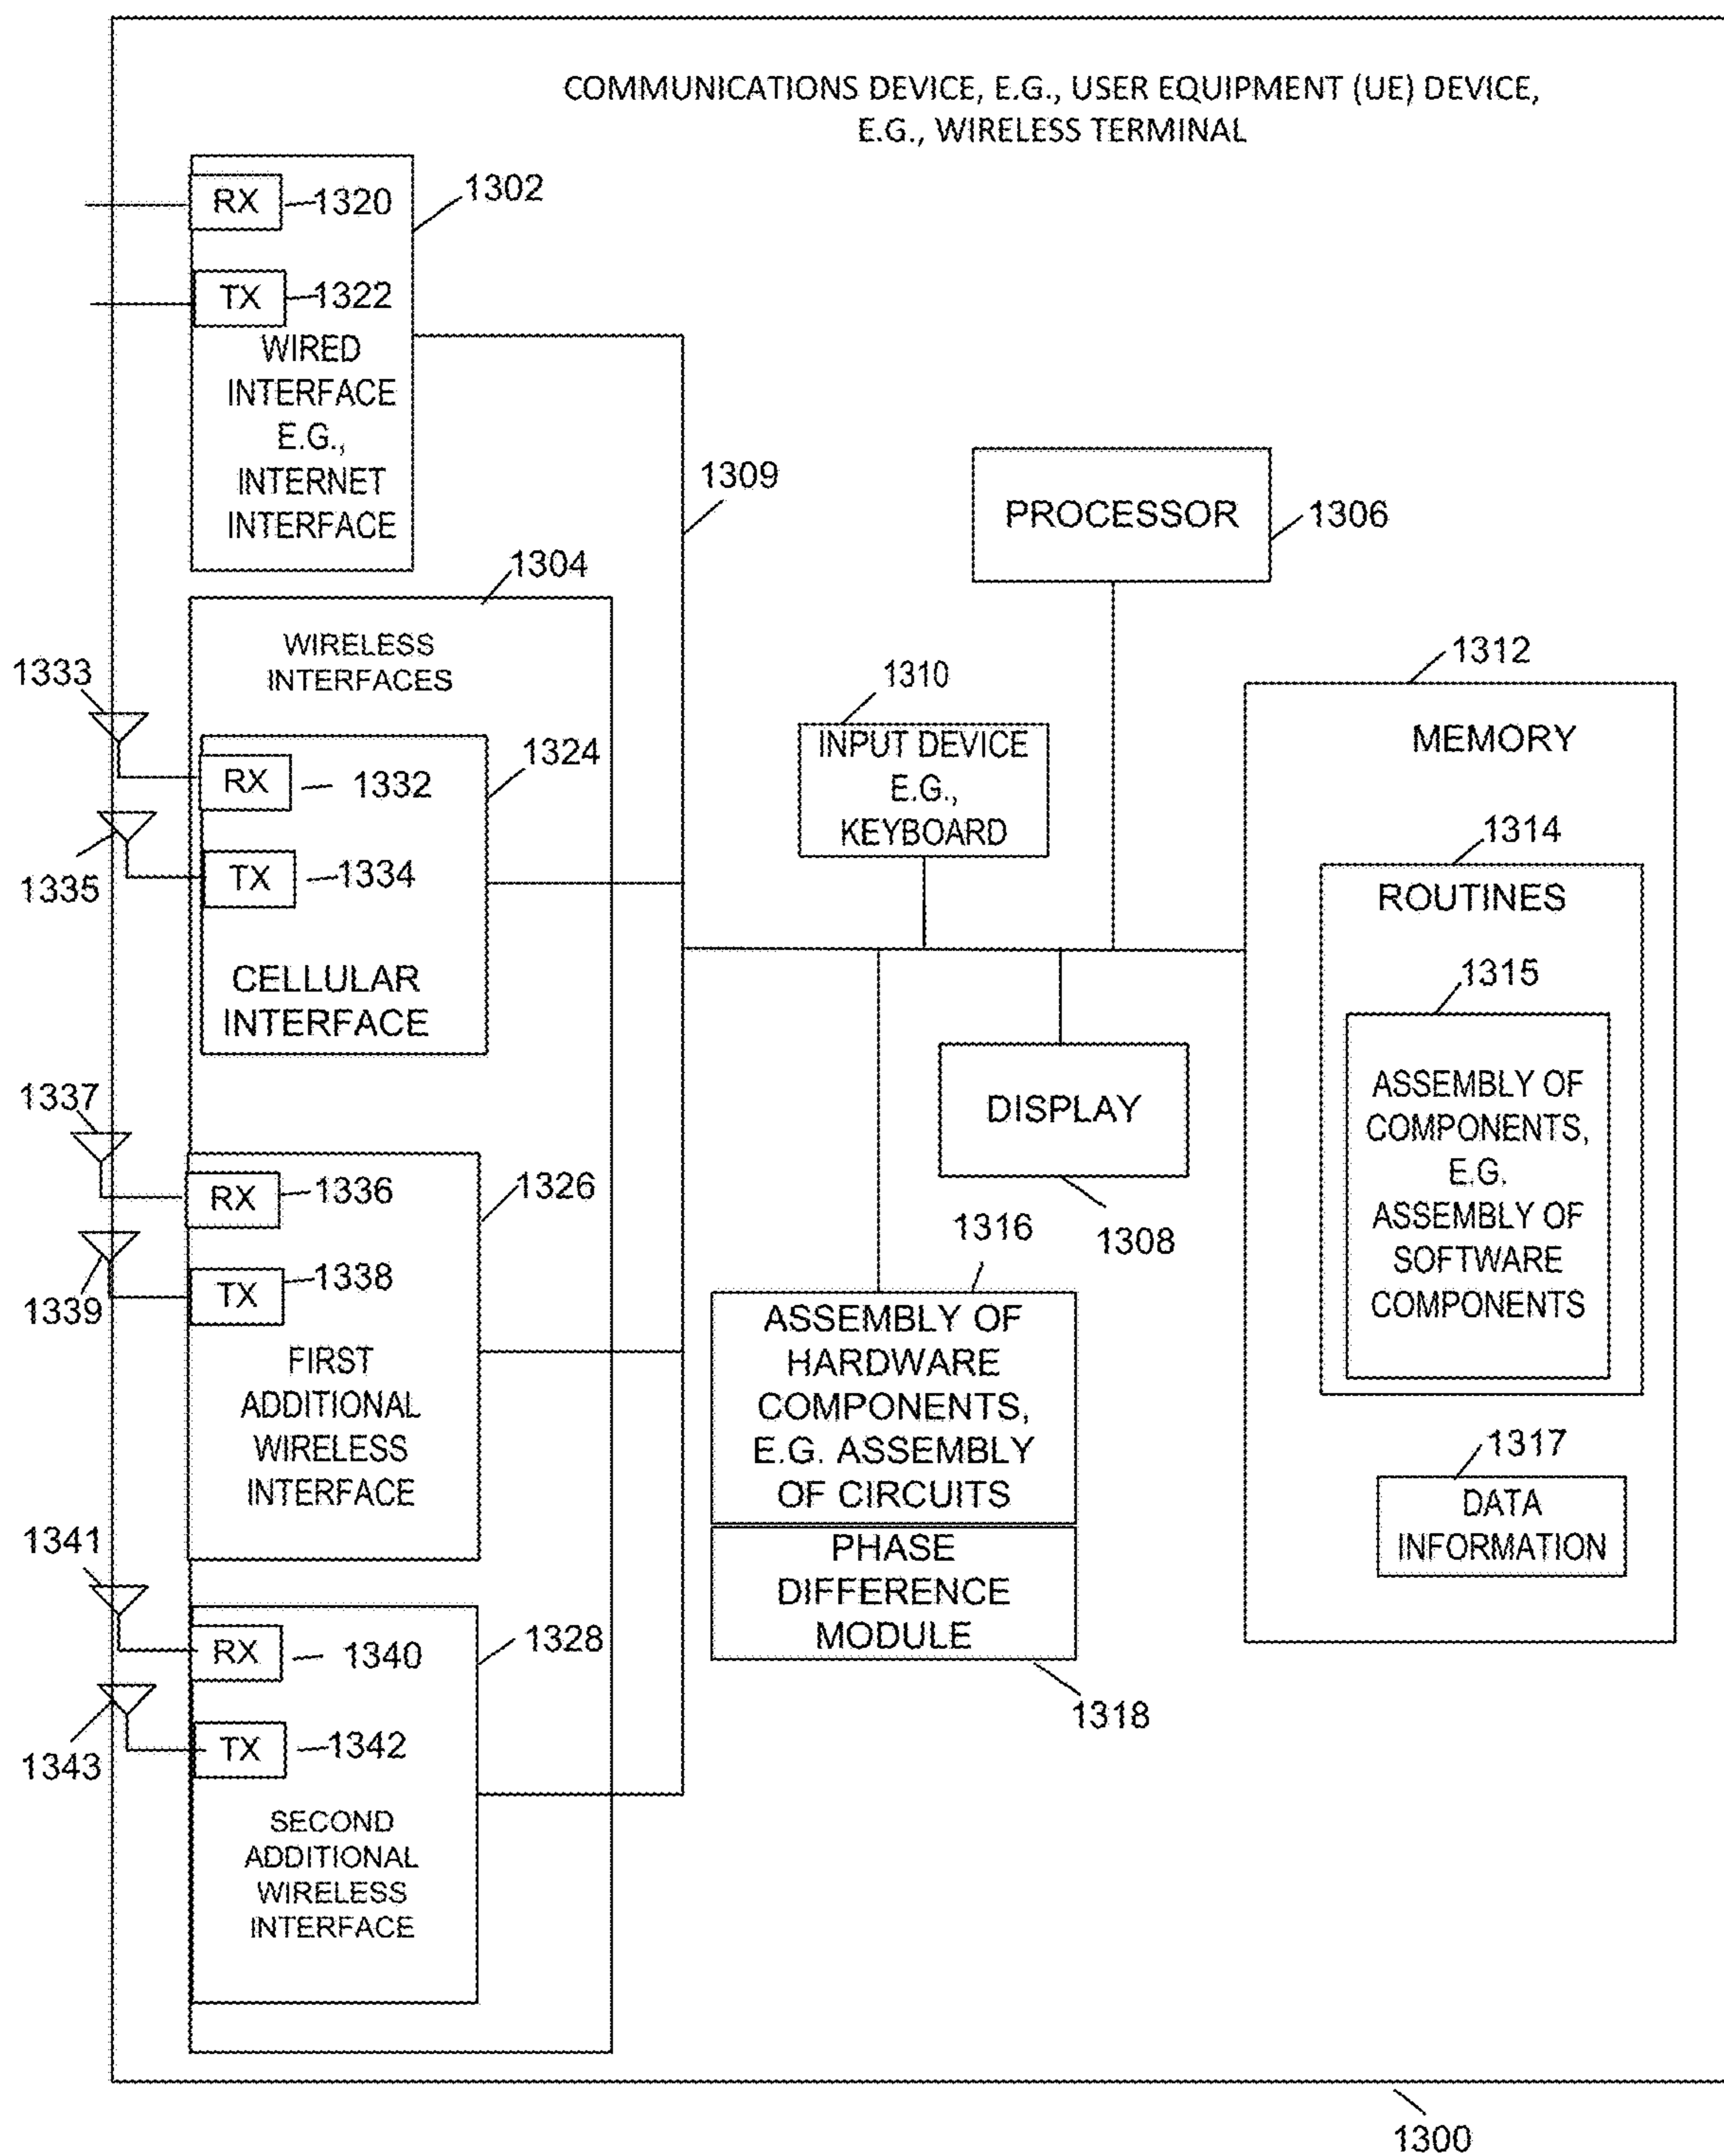 COMMUNICATIONS DEVICE, E.G., USER EQUIPMENT (UE) DEVICE,
E.G., WIRELESS TERMINAL
RX
1320
1302
TX
1322
WIRED
INTERFACE
E.G.,
INTERNET
INTERFACE
1309
PROCESSOR
1306
1304
WIRELESS
INTERFACES
1333
RX
1332
1324
1335
TX
1334
CELLULAR
INTERFACE
1310
INPUT DEVICE
E.G.,
KEYBOARD
1312
MEMORY
1314
ROUTINES
1315
ASSEMBLY OF
COMPONENTS,
E.G.
ASSEMBLY OF
SOFTWARE
COMPONENTS
1317
DATA
INFORMATION
DISPLAY
1308
1337
RX
1336
1326
1339
TX
1338
FIRST
ADDITIONAL
WIRELESS
INTERFACE
1316
ASSEMBLY OF
HARDWARE
COMPONENTS,
E.G. ASSEMBLY
OF CIRCUITS
PHASE
DIFFERENCE
MODULE
1318
1341
RX
1340
1328
1343
TX
1342
SECOND
ADDITIONAL
WIRELESS
INTERFACE
1300